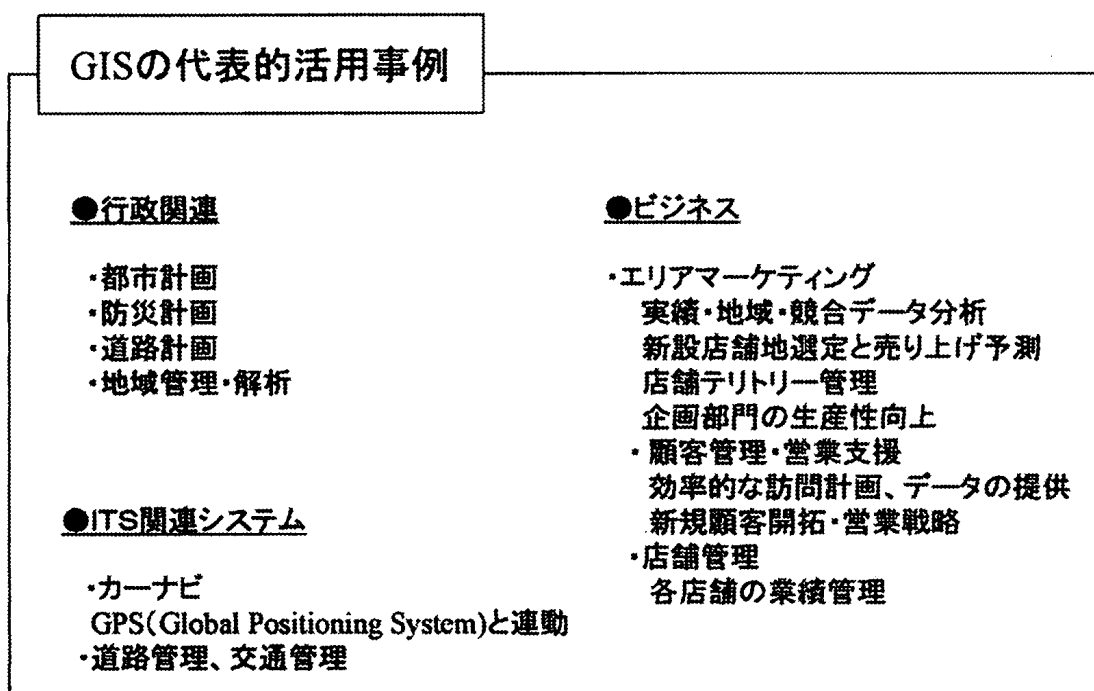 GISの代表的活用事例
●行政関連
・都市計画
・防災計画
・道路計画
・地域管理・解析
●ITS関連システム
・カーナビ
GPS(Global Positioning System)と連動
・道路管理、交通管理
●ビジネス
・エリアマーケティング
実績・地域・競合データ分析
新設店舗地選定と売り上げ予測
店舗テリトリー管理
企画部門の生産性向上
・顧客管理・営業支援
効率的な訪問計画、データの提供
新規顧客開拓・営業戦略
・店舗管理
各店舗の業績管理